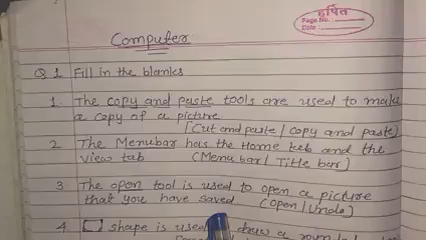 हर्षित
Page No.:
Date:
Computer
Q 1 Fill in the blanks
1. The copy and paste tools are used to make
a copy of a picture
(Cut and paste / Copy and paste)
2 The Menubar has the Home teb and the
view tab (Menu bar / Title bar)
3 The open tool is used to open a picture
that you have saved (Open / Undo)
4 shape is used draw a